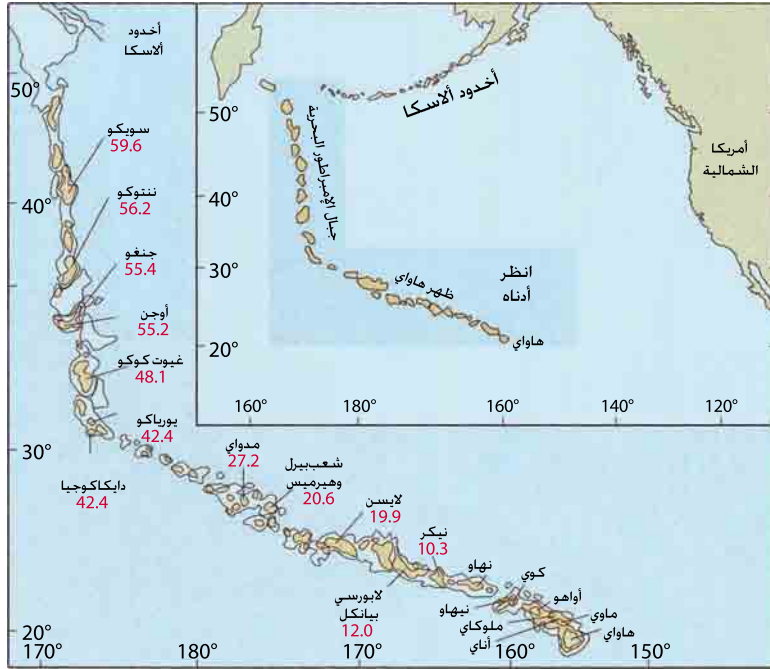 أخدود
ألاسكا
50°
سويكو
59.6
ننتوكو
56.2
40°
جنغو
55.4
أوجن
55.2
غيوت كوكو
48.1
يورياكو
42.4
30°
دايكاكوجيا
42.4
مدواي
27.2
شعب بيرل
وهيرميس
20.6
لايسن
19.9
نيكر
10.3
لابورسي
بيانكل
12.0
نهاو
كوي
نيهاو
أواهو
ماوي
ملوكاي
أناي
هاواي
20°
170°
180°
170°
160°
150°
أخدود ألاسكا
50°
جبال الإمبراطور البحرية
أمريكا
الشمالية
40°
30°
ظهر هاواي
انظر
أدناه
20°
هاواي
160°
180°
160°
140°
120°